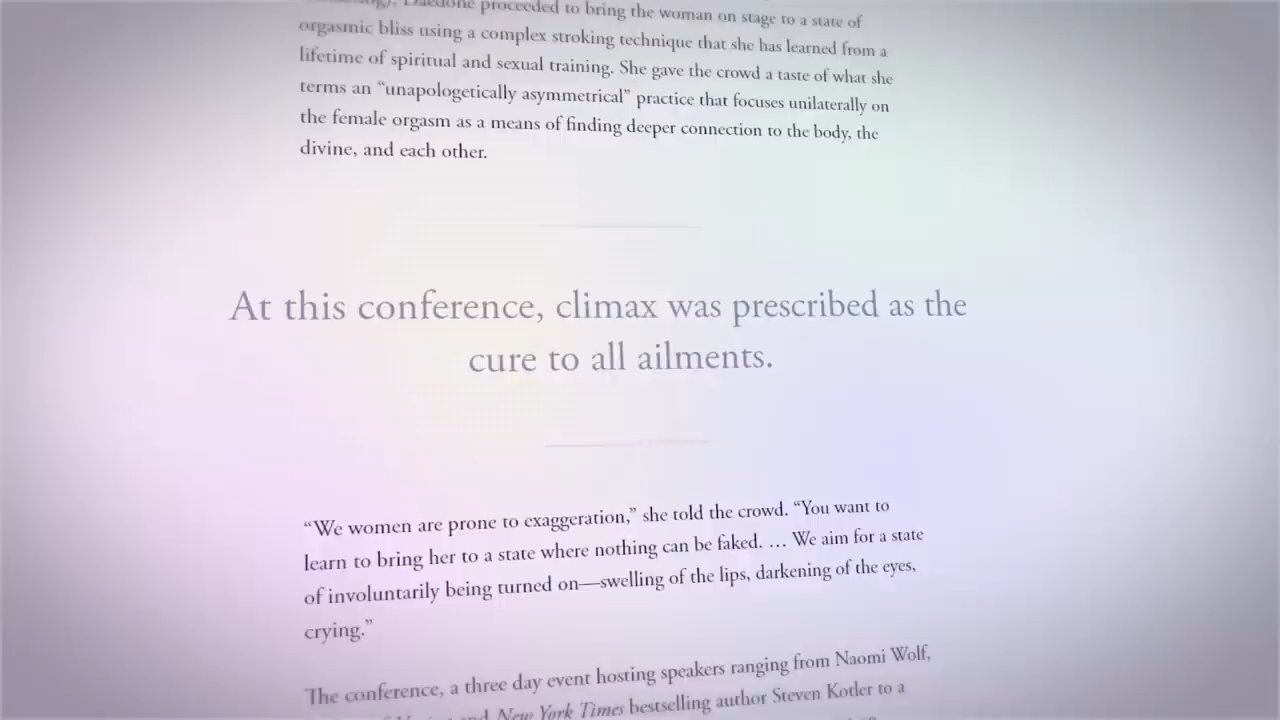 Daedone proceeded to bring the woman on stage to a state of
orgasmic bliss using a complex stroking technique that she has learned from a
lifetime of spiritual and sexual training. She gave the crowd a taste of what she
terms an “unapologetically asymmetrical” practice that focuses unilaterally on
the female orgasm as a means of finding deeper connection to the body, the
divine, and each other.
At this conference, climax was prescribed as the
cure to all ailments.
“We women are prone to exaggeration,” she told the crowd. “You want to
learn to bring her to a state where nothing can be faked. … We aim for a state
of involuntarily being turned on—swelling of the lips, darkening of the eyes,
crying.”
The conference, a three day event hosting speakers ranging from Naomi Wolf,
and New York Times bestselling author Steven Kotler to a